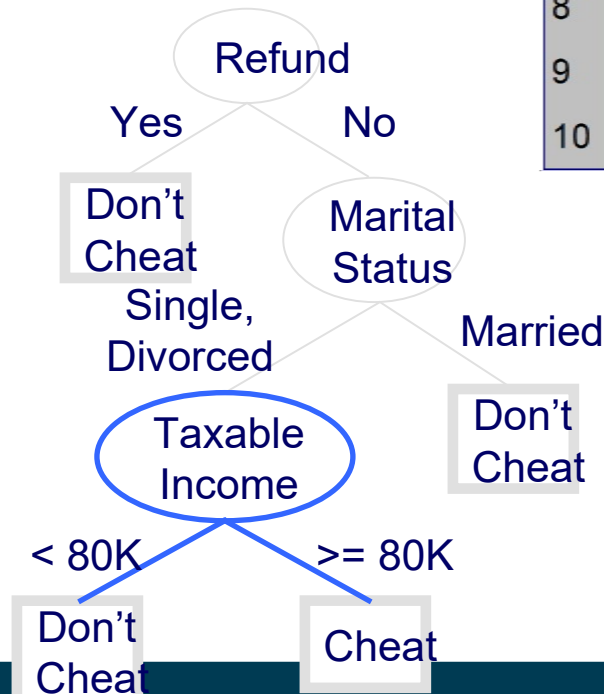 8
9
10
Refund
Yes
No
Don't
Cheat
Marital
Status
Single,
Divorced
Married
Taxable
Income
Don't
Cheat
< 80K
>= 80K
Don't
Cheat
Cheat